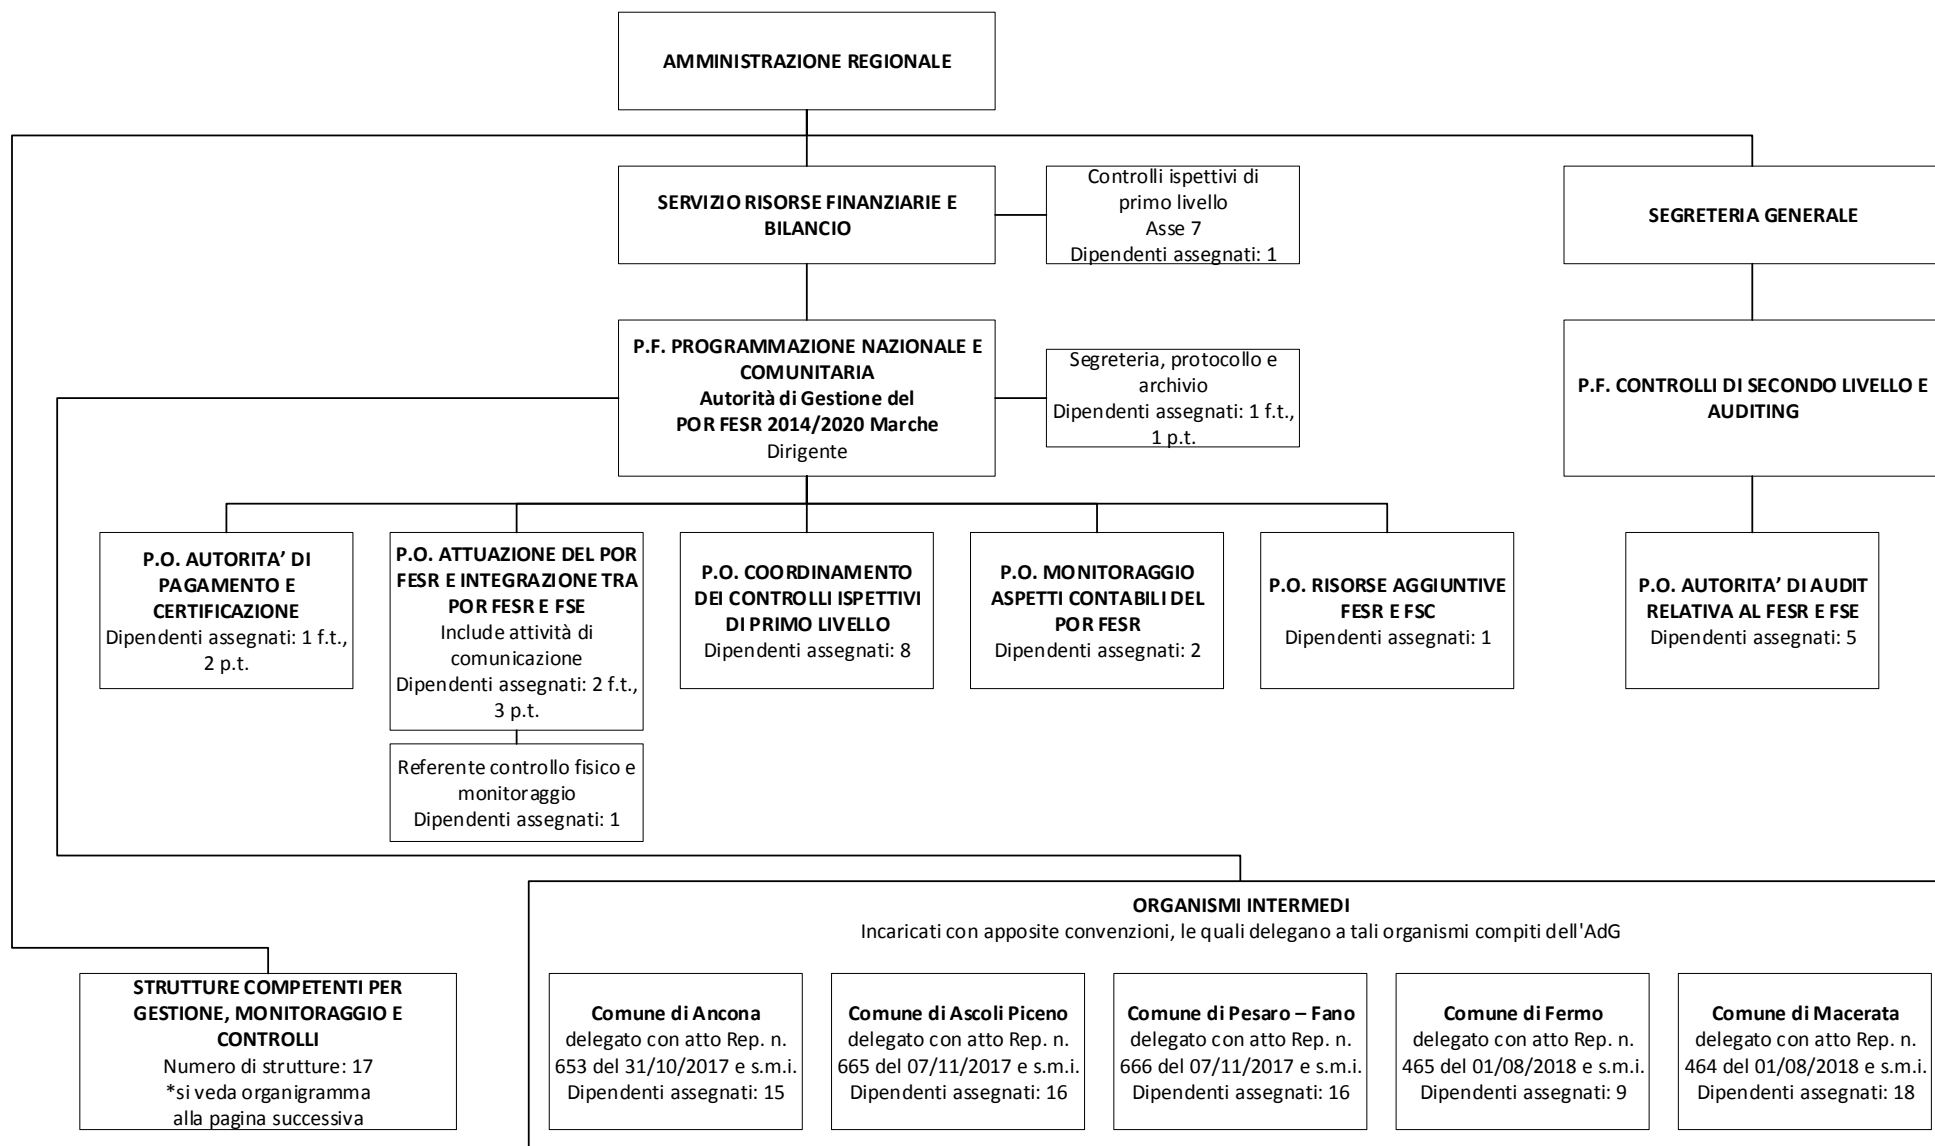 AMMINISTRAZIONE REGIONALE
SERVIZIO RISORSE FINANZIARIE E
BILANCIO
Controlli ispettivi di
primo livello
Asse 7
Dipendenti assegnati: 1
SEGRETERIA GENERALE
P.F. PROGRAMMAZIONE NAZIONALE E
COMUNITARIA
Autorità di Gestione del
POR FESR 2014/2020 Marche
Dirigente
Segreteria, protocollo e
archivio
Dipendenti assegnati: 1 f.t.,
1 p.t.
P.F. CONTROLLI DI SECONDO LIVELLO E
AUDITING
P.O. AUTORITA’ DI
PAGAMENTO E
CERTIFICAZIONE
Dipendenti assegnati: 1 f.t.,
2 p.t.
P.O. ATTUAZIONE DEL POR
FESR E INTEGRAZIONE TRA
POR FESR E FSE
Include attività di
comunicazione
Dipendenti assegnati: 2 f.t.,
3 p.t.
P.O. COORDINAMENTO
DEI CONTROLLI ISPETTIVI
DI PRIMO LIVELLO
Dipendenti assegnati: 8
P.O. MONITORAGGIO
ASPETTI CONTABILI DEL
POR FESR
Dipendenti assegnati: 2
P.O. RISORSE AGGIUNTIVE
FESR E FSC
Dipendenti assegnati: 1
P.O. AUTORITA’ DI AUDIT
RELATIVA AL FESR E FSE
Dipendenti assegnati: 5
Referente controllo fisico e
monitoraggio
Dipendenti assegnati: 1
ORGANISMI INTERMEDI
Incaricati con apposite convenzioni, le quali delegano a tali organismi compiti dell'AdG
STRUTTURE COMPETENTI PER
GESTIONE, MONITORAGGIO E
CONTROLLI
Numero di strutture: 17
*si veda organigramma
alla pagina successiva
Comune di Ancona
delegato con atto Rep. n.
653 del 31/10/2017 e s.m.i.
Dipendenti assegnati: 15
Comune di Ascoli Piceno
delegato con atto Rep. n.
665 del 07/11/2017 e s.m.i.
Dipendenti assegnati: 16
Comune di Pesaro – Fano
delegato con atto Rep. n.
666 del 07/11/2017 e s.m.i.
Dipendenti assegnati: 16
Comune di Fermo
delegato con atto Rep. n.
465 del 01/08/2018 e s.m.i.
Dipendenti assegnati: 9
Comune di Macerata
delegato con atto Rep. n.
464 del 01/08/2018 e s.m.i.
Dipendenti assegnati: 18